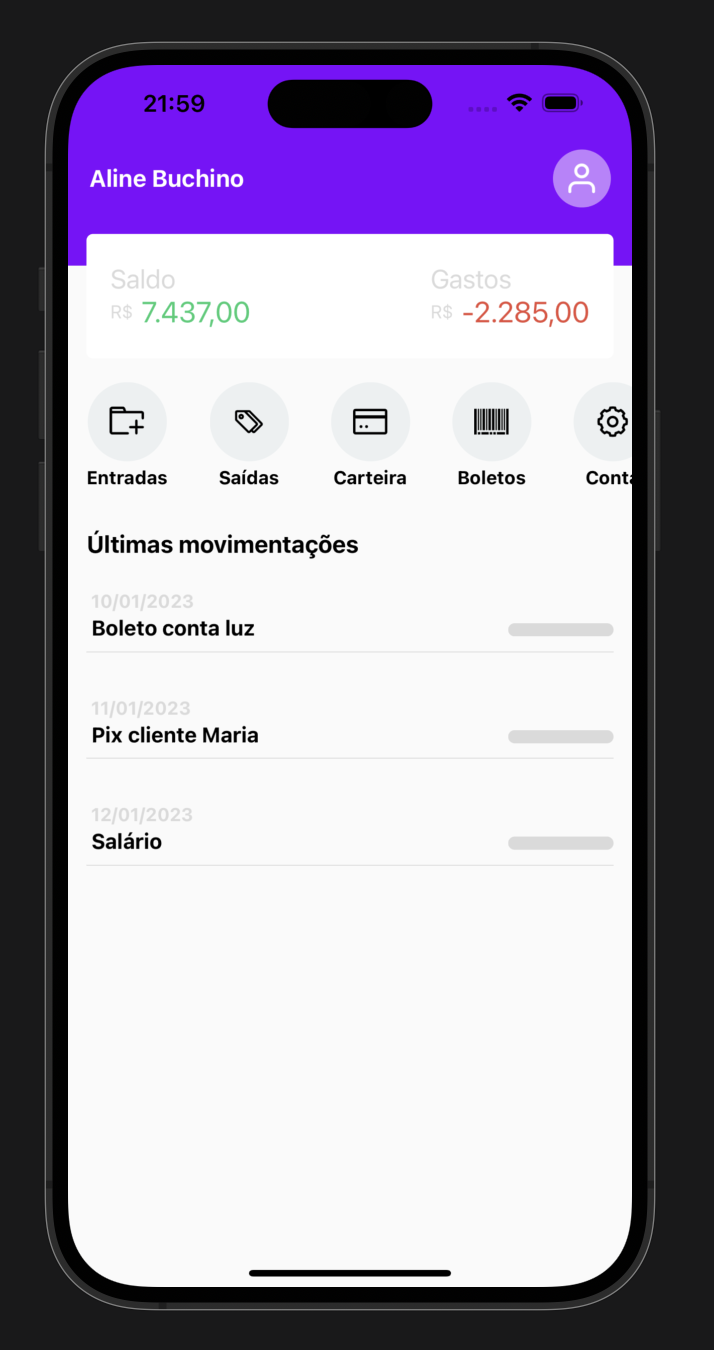 21:59
Aline Buchino
Saldo Gastos
R$ 7.437,00 R$ -2.285,00
Entradas Saídas Carteira Boletos Conta
Últimas movimentações
10/01/2023
Boleto conta luz
11/01/2023
Pix cliente Maria
12/01/2023
Salário